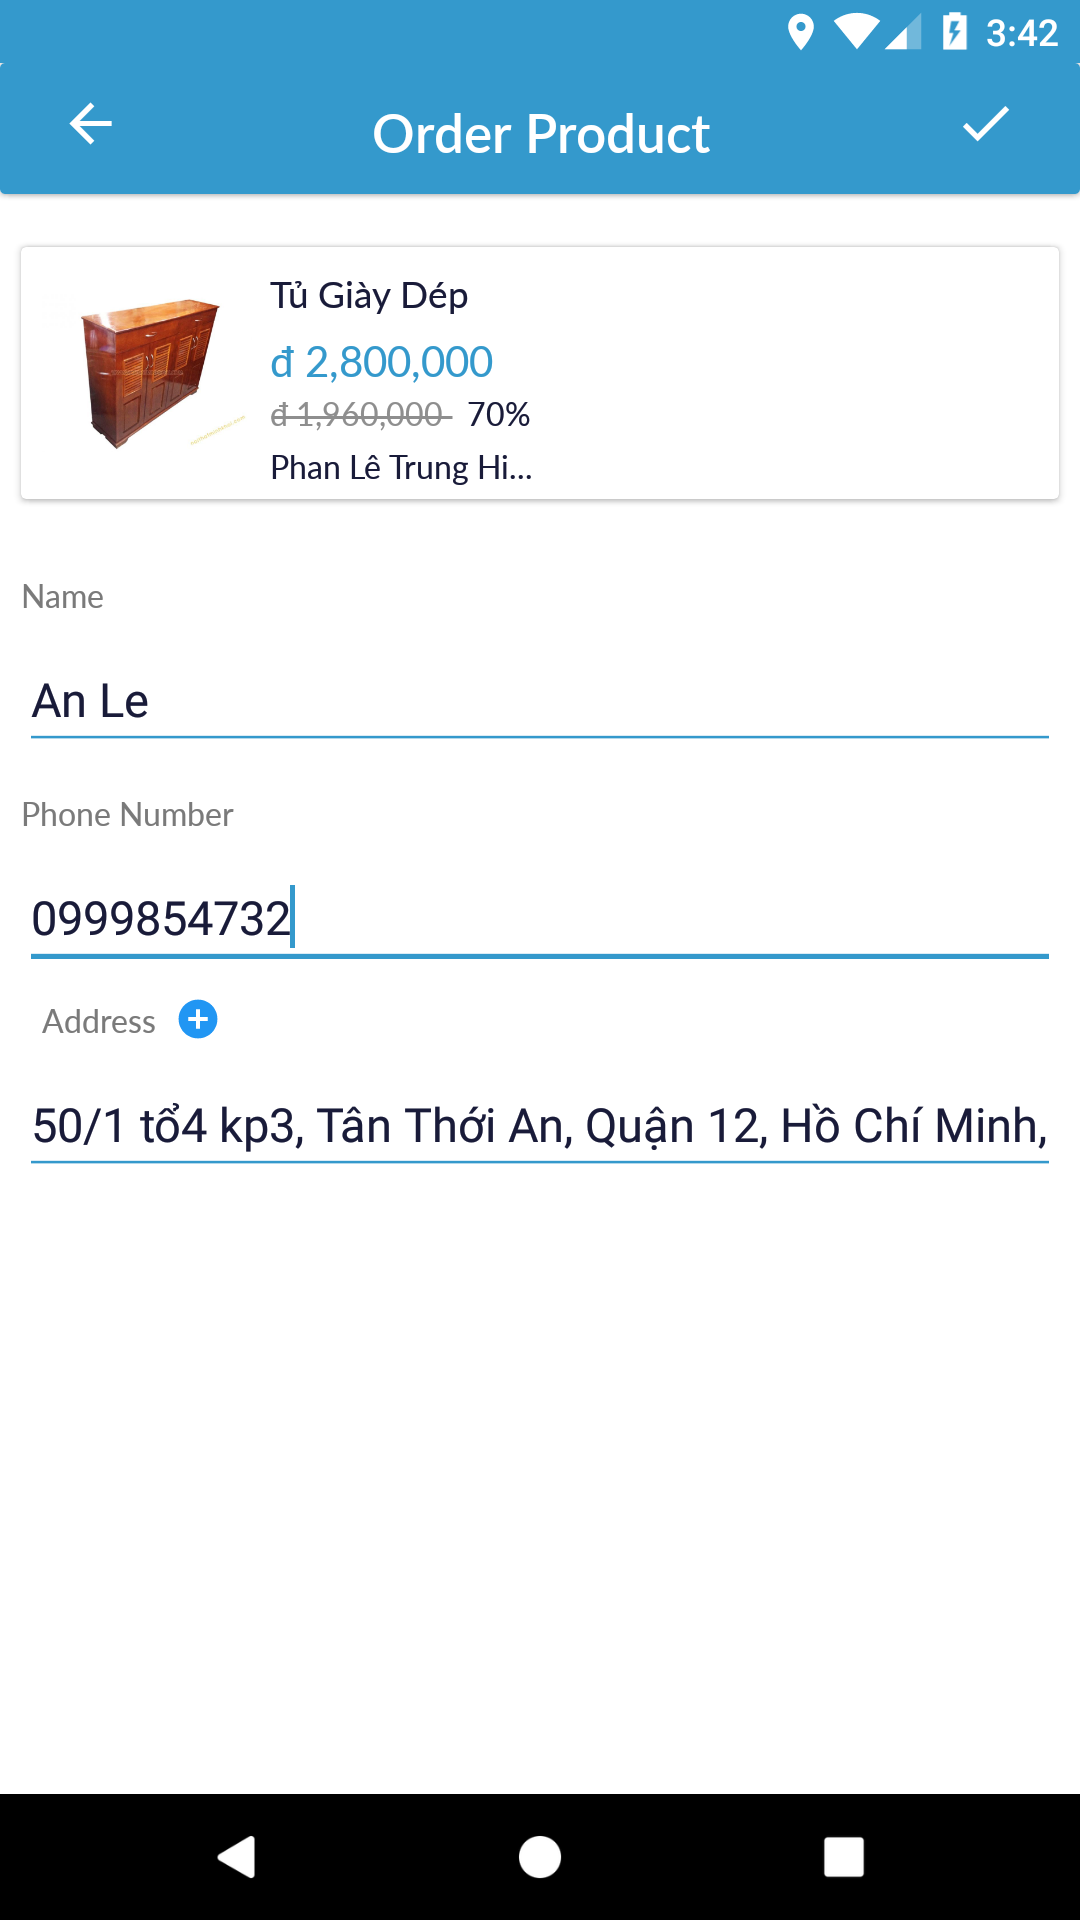 3:42
Order Product
Tủ Giày Dép
đ 2,800,000
đ 1,960,000 70%
Phan Lê Trung Hi...
Name
An Le
Phone Number
0999854732
Address
50/1 tổ4 kp3, Tân Thới An, Quận 12, Hồ Chí Minh,